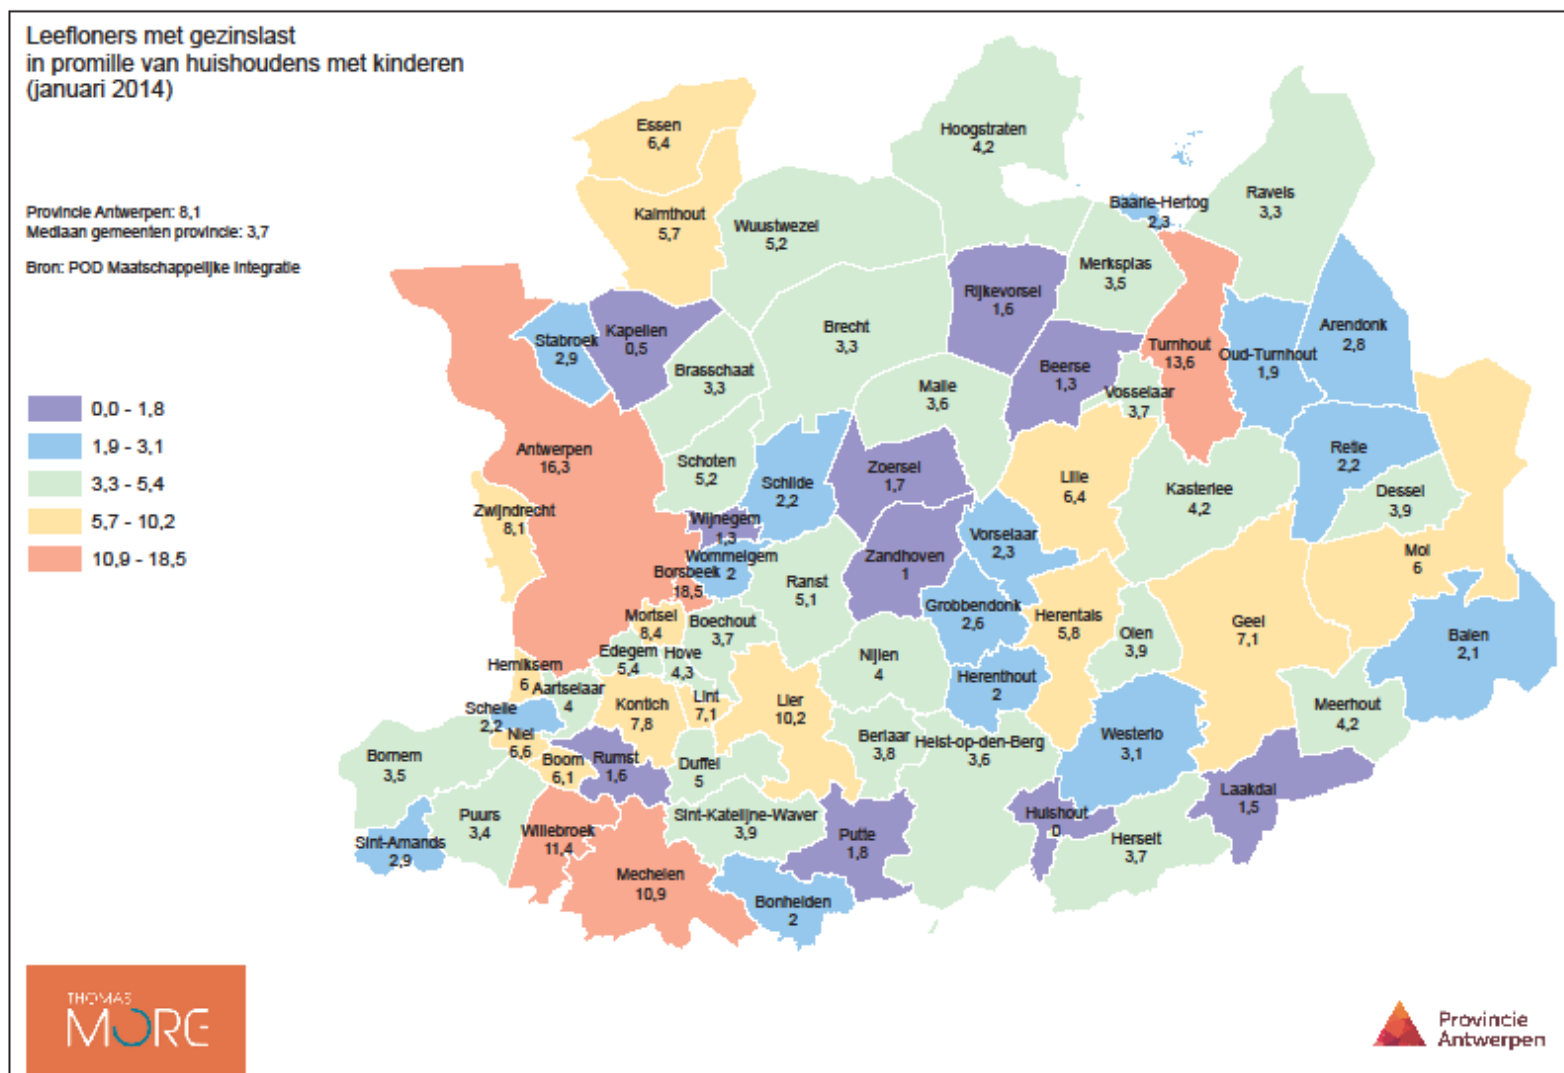 Leefloners met gezinslast
in promille van huishoudens met kinderen
(januari 2014)
Provincie Antwerpen: 8,1
Mediaan gemeenten provincie: 3,7
Bron: POD Maatschappelijke Integratie
0,0 - 1,8
1,9 - 3,1
3,3 - 5,4
5,7 - 10,2
10,9 - 18,5
Essen
6,4
Hoogstraten
4,2
Kalmthout
5,7
Wuustwezel
5,2
Baarle-Hertog
2,3
Ravels
3,3
Merksplas
3,5
Rijkevorsel
1,6
Stabroek
2,9
Kapellen
0,5
Brecht
3,3
Brasschaat
3,3
Malle
3,6
Beerse
1,3
Vosselaar
3,7
Turnhout
13,6
Oud-Turnhout
1,9
Arendonk
2,8
Antwerpen
16,3
Schoten
5,2
Schilde
2,2
Zoersel
1,7
Lille
6,4
Kasterlee
4,2
Retie
2,2
Dessel
3,9
Zwijndrecht
8,1
Wijnegem
1,3
Wommelgem
2
Borsbeek
18,5
Ranst
5,1
Zandhoven
1
Vorselaar
2,3
Mol
6
Mortsel
8,4
Boechout
3,7
Grobbendonk
2,6
Herentals
5,8
Olen
3,9
Geel
7,1
Balen
2,1
Edegem
5,4
Hove
4,3
Nijlen
4
Herenthout
2
Hemiksem
6
Aartselaar
4
Kontich
7,8
Lint
7,1
Lier
10,2
Meerhout
4,2
Schelle
2,2
Niel
6,6
Boom
6,1
Rumst
1,6
Duffel
5
Berlaar
3,8
Heist-op-den-Berg
3,6
Westerlo
3,1
Bornem
3,5
Laakdal
1,5
Puurs
3,4
Sint-Amands
2,9
Willebroek
11,4
Sint-Katelijne-Waver
3,9
Putte
1,8
Hulshout
0
Herselt
3,7
Mechelen
10,9
Bonheiden
2
THOMAS
MORE
Provincie
Antwerpen